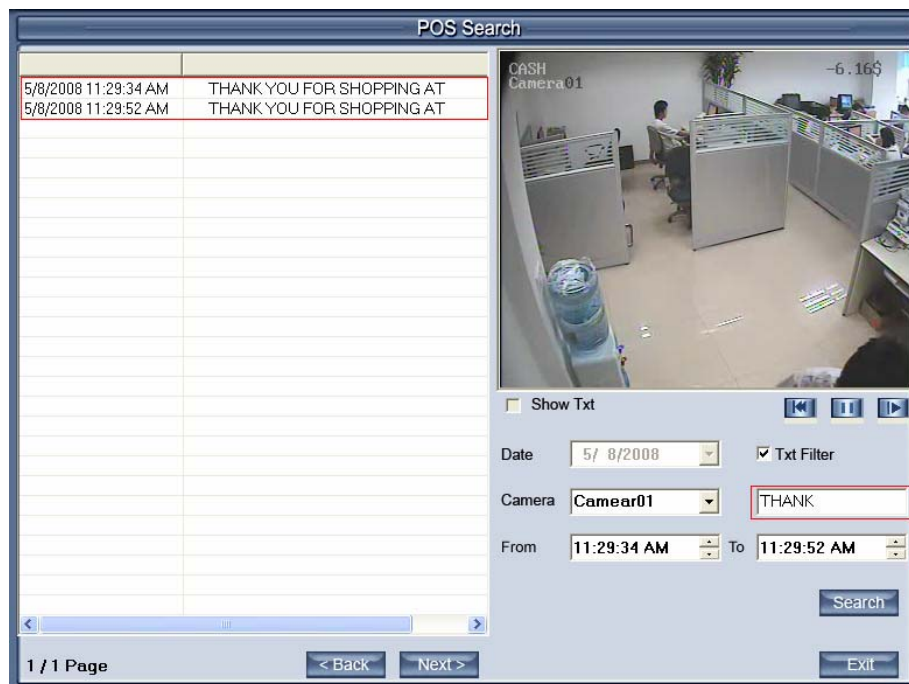 POS Search
5/8/2008 11:29:34 AM THANK YOU FOR SHOPPING AT
5/8/2008 11:29:52 AM THANK YOU FOR SHOPPING AT
CASH -6.16$
Camera01
Show Txt
Date 5/ 8/2008 Txt Filter
Camera Camear01 THANK
From 11:29:34 AM To 11:29:52 AM
Search
1 / 1 Page < Back Next > Exit